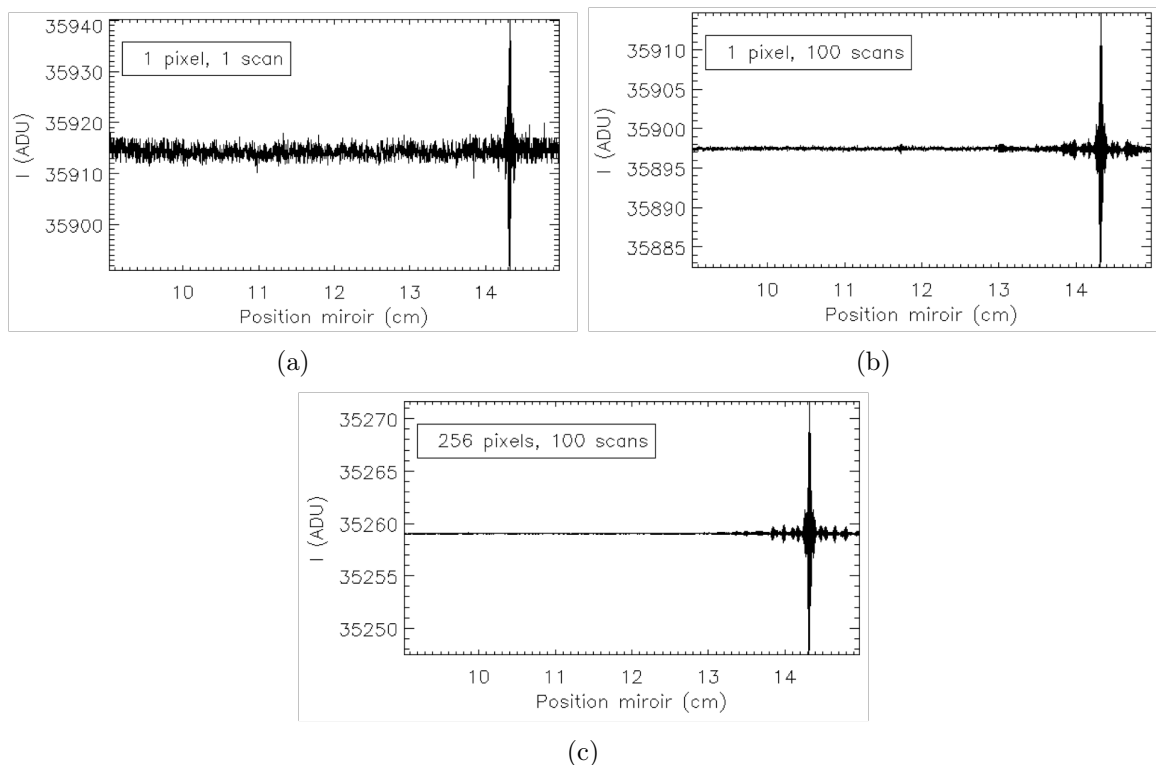 35940
35930
35920
35910
35900
I (ADU)
1 pixel, 1 scan
10 11 12 13 14
Position miroir (cm)
(a)
35910
35905
35900
35895
35890
35885
I (ADU)
1 pixel, 100 scans
10 11 12 13 14
Position miroir (cm)
(b)
35270
35265
35260
35255
35250
I (ADU)
256 pixels, 100 scans
10 11 12 13 14
Position miroir (cm)
(c)